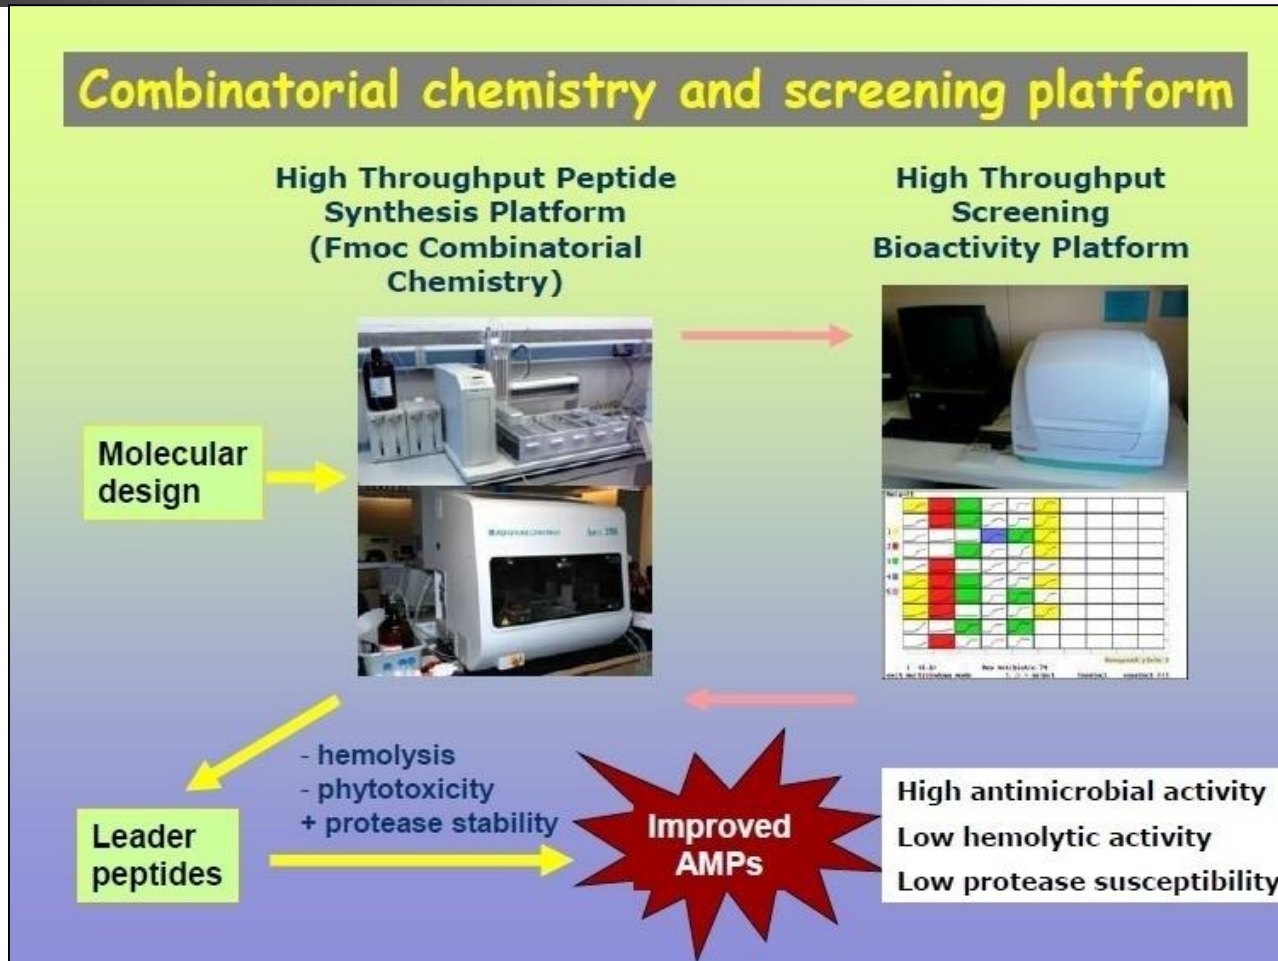 Combinatorial chemistry and screening platform
High Throughput Peptide
Synthesis Platform
(Fmoc Combinatorial
Chemistry)
High Throughput
Screening
Bioactivity Platform
Molecular
design
- hemolysis
- phytotoxicity
+ protease stability
Leader
peptides
Improved
AMPs
High antimicrobial activity
Low hemolytic activity
Low protease susceptibility